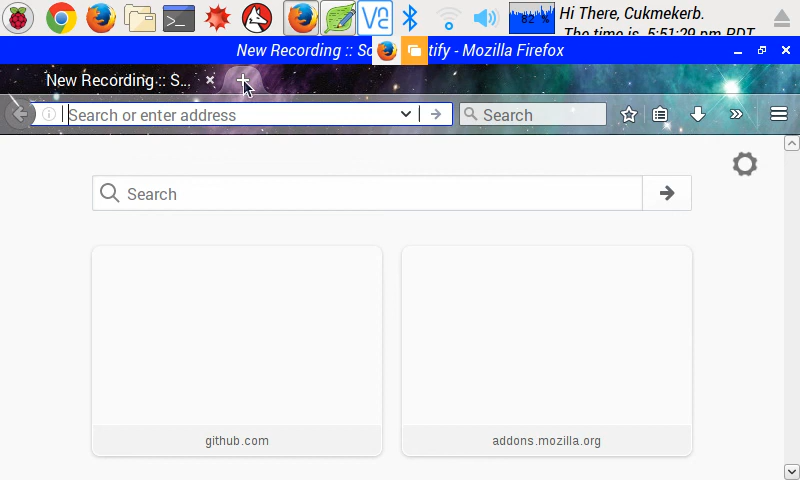 82 %
Hi There, Cukmekerb.
The time is 5:51:29 pm PDT
New Recording :: Sc tify - Mozilla Firefox
New Recording :: S...
Search or enter address
Search
Search
github.com
addons.mozilla.org